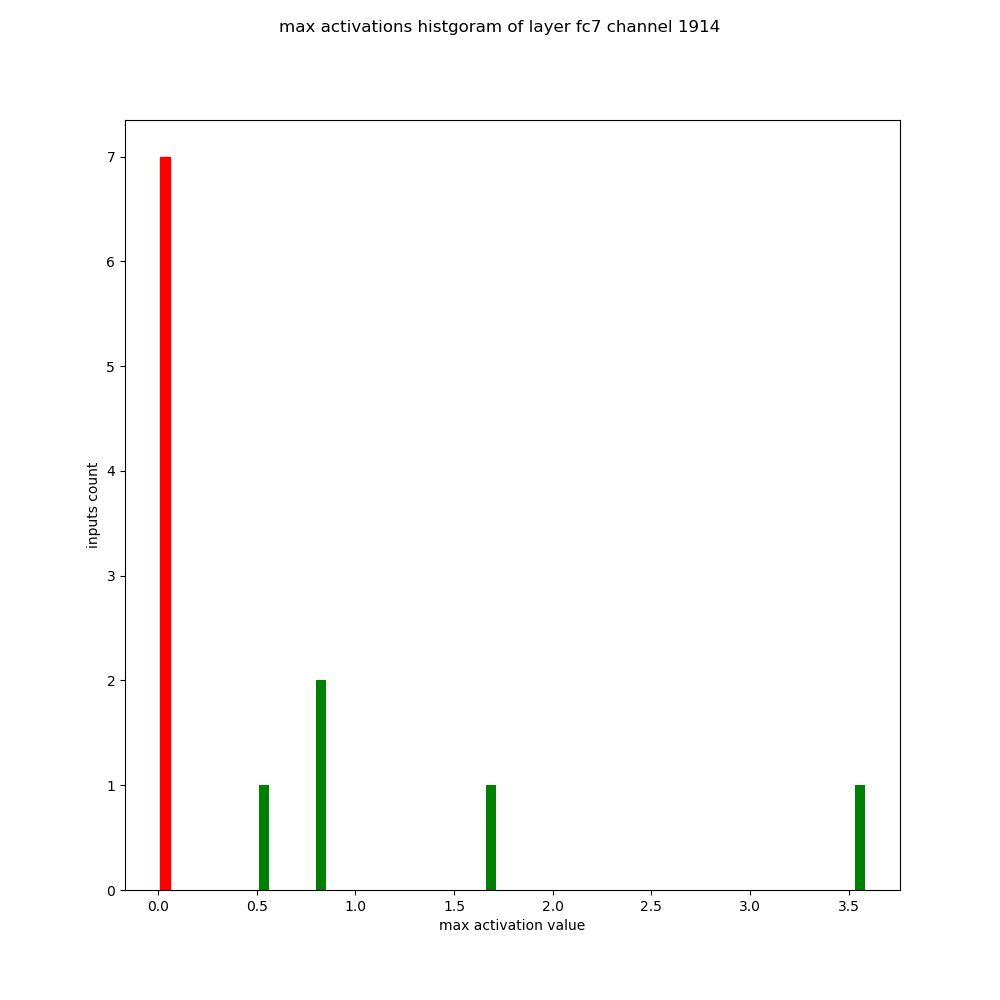 max activations histgoram of layer fc7 channel 1914
7
6
5
4
3
2
1
0
inputs count
0.0 0.5 1.0 1.5 2.0 2.5 3.0 3.5
max activation value